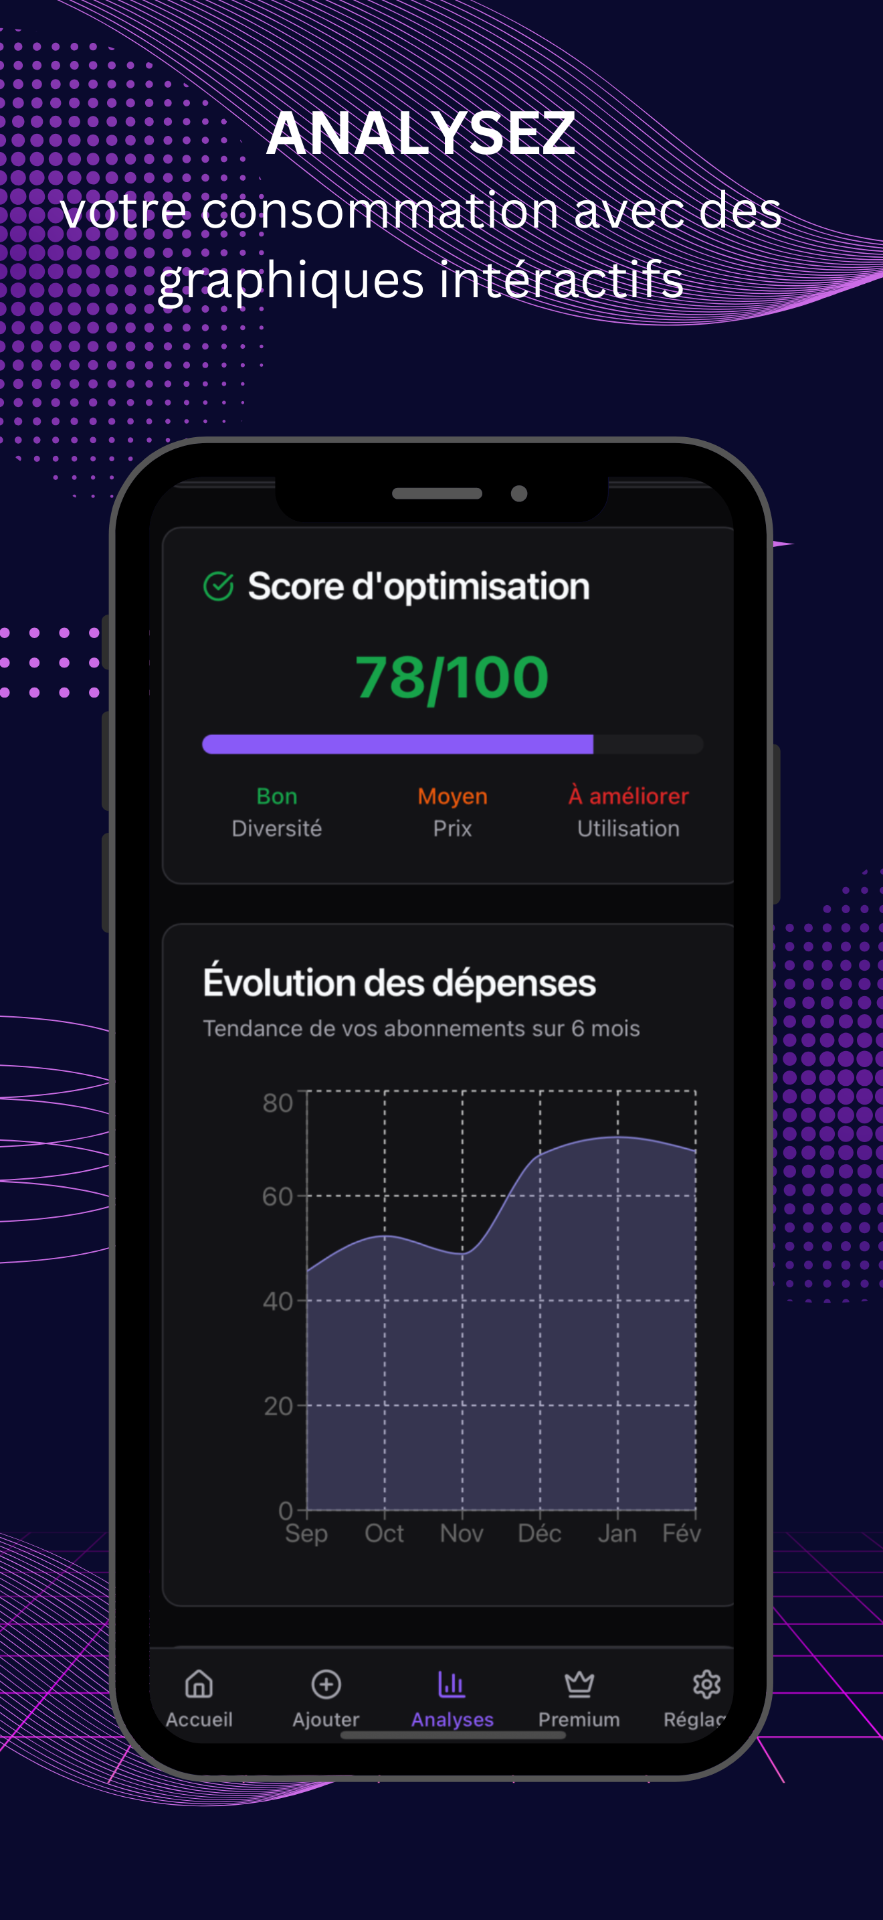 ANALYSEZ
votre consommation avec des
graphiques intéractifs
Score d'optimisation
78/100
Bon Moyen À améliorer
Diversité Prix Utilisation
Évolution des dépenses
Tendance de vos abonnements sur 6 mois
80
60
40
20
0
Sep Oct Nov Déc Jan Fév
Accueil Ajouter Analyses Premium Réglag